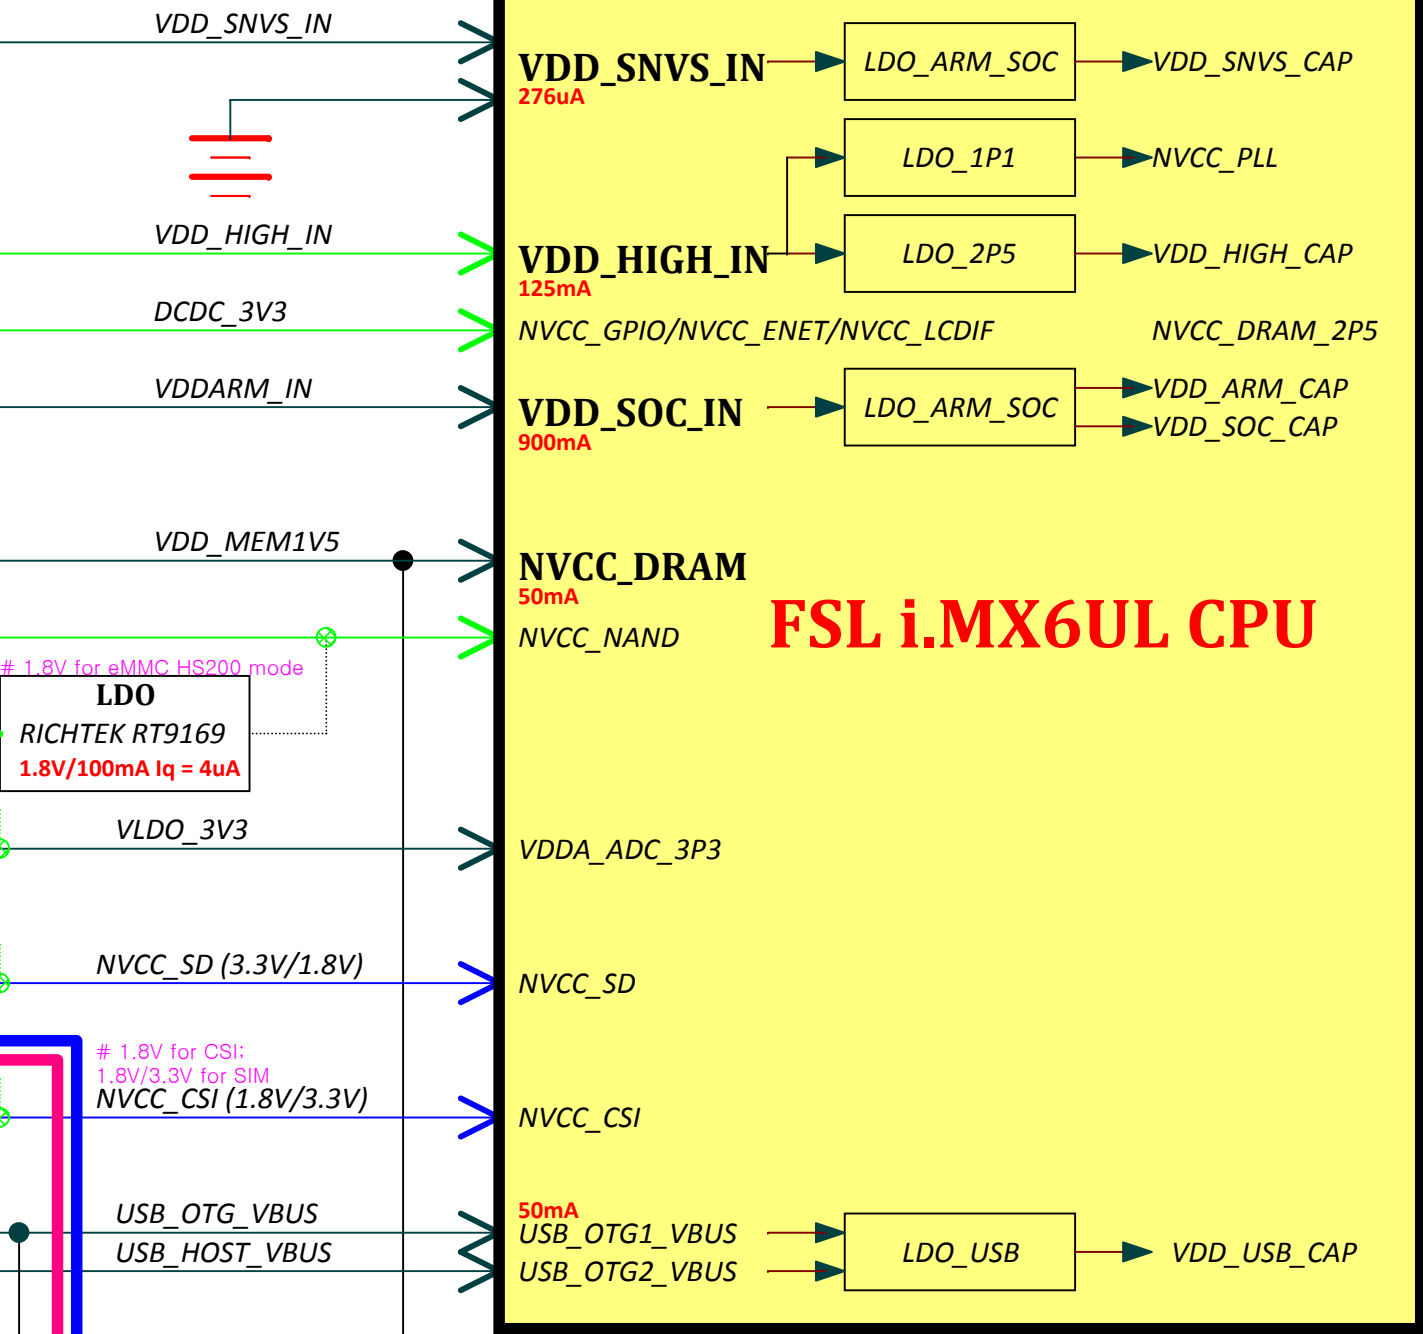 VDD_SNVS_IN
VDD_SNVS_IN
276uA
LDO_ARM_SOC
VDD_SNVS_CAP
LDO_1P1
NVCC_PLL
VDD_HIGH_IN
VDD_HIGH_IN
125mA
LDO_2P5
VDD_HIGH_CAP
DCDC_3V3
NVCC_GPIO/NVCC_ENET/NVCC_LCDIF
NVCC_DRAM_2P5
VDDARM_IN
VDD_SOC_IN
900mA
LDO_ARM_SOC
VDD_ARM_CAP
VDD_SOC_CAP
VDD_MEM1V5
NVCC_DRAM
50mA
FSL i.MX6UL CPU
NVCC_NAND
# 1.8V for eMMC HS200 mode
LDO
RICHTEK RT9169
1.8V/100mA Iq = 4uA
VLDO_3V3
VDDA_ADC_3P3
NVCC_SD (3.3V/1.8V)
NVCC_SD
# 1.8V for CSI;
1.8V/3.3V for SIM
NVCC_CSI (1.8V/3.3V)
NVCC_CSI
50mA
USB_OTG_VBUS
USB_OTG1_VBUS
USB_HOST_VBUS
USB_OTG2_VBUS
LDO_USB
VDD_USB_CAP